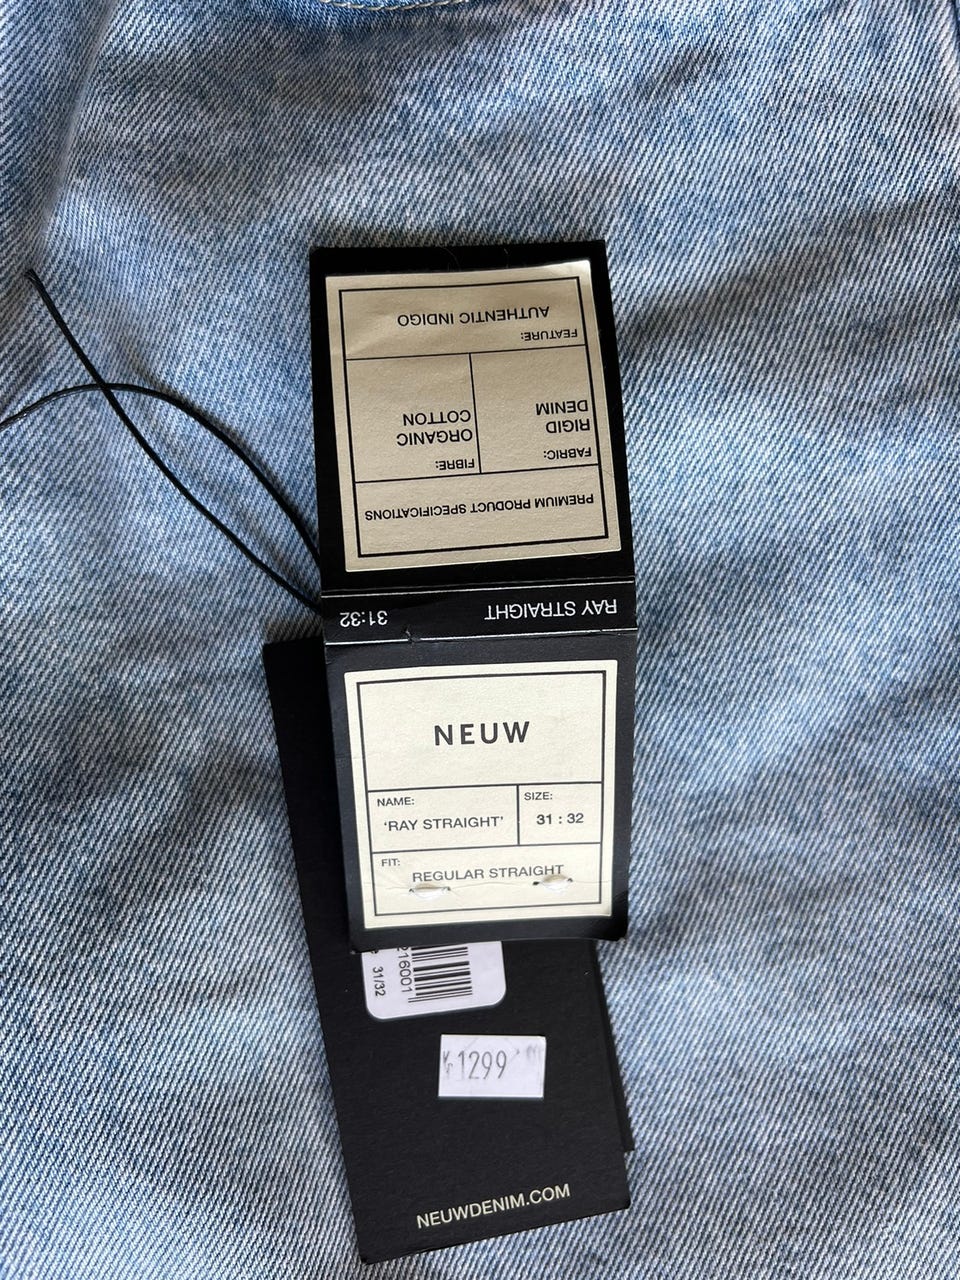 AUTHENTIC INDIGO
FEATURE:
DENIM
RIGID
FABRIC:
COTTON
ORGANIC
FIBRE:
PREMIUM PRODUCT SPECIFICATIONS
RAY STRAIGHT
31:32
NEUW
NAME:
'RAY STRAIGHT'
SIZE:
31 : 32
FIT:
REGULAR STRAIGHT
216001
31/32
1299
NEUWDENIM.COM